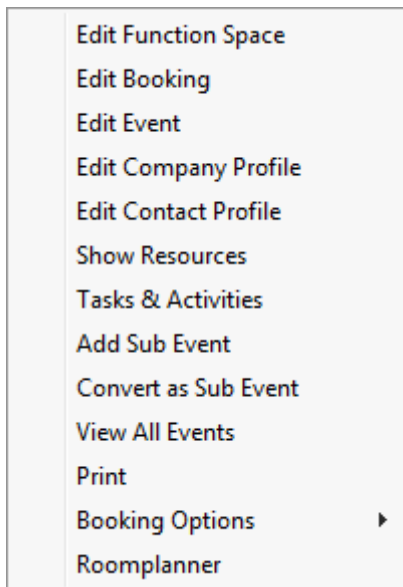 Edit Function Space
Edit Booking
Edit Event
Edit Company Profile
Edit Contact Profile
Show Resources
Tasks & Activities
Add Sub Event
Convert as Sub Event
View All Events
Print
Booking Options
Roomplanner